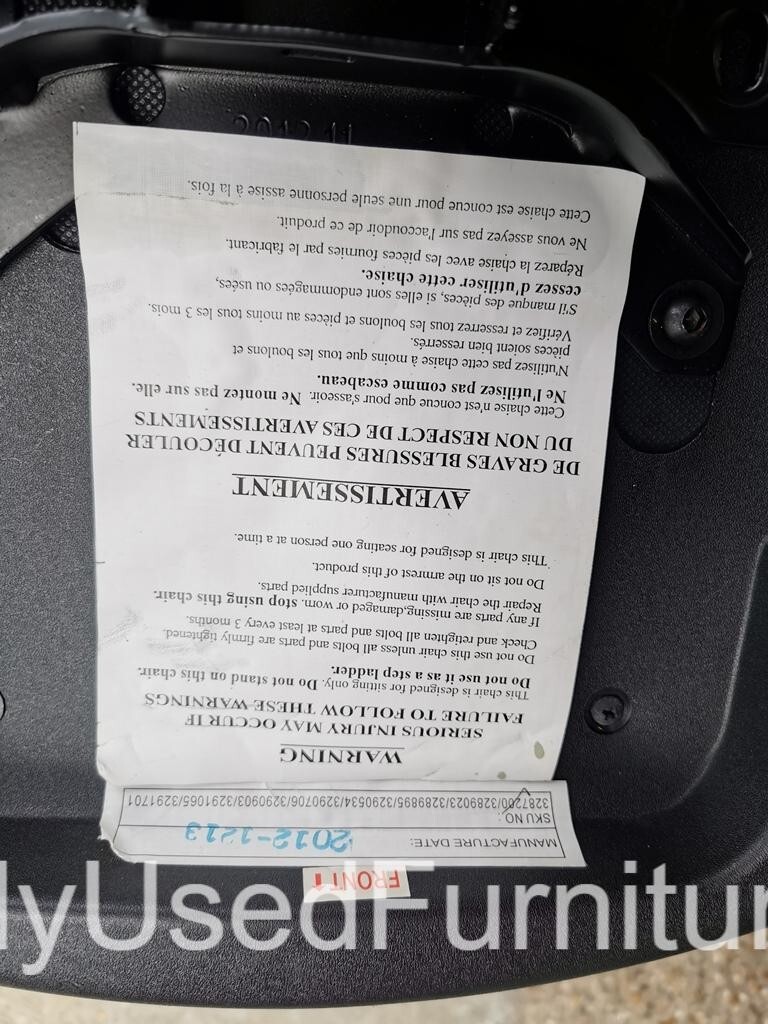 MANUFACTURE DATE: 2012-1213
SKU NO:
3287200/3289023/3289895/3290534/3290706/3290903/3291065/3291701
WARNING
SERIOUS INJURY MAY OCCUR IF
FAILURE TO FOLLOW THESE WARNINGS
This chair is designed for sitting only. Do not stand on this chair.
Do not use it as a step ladder.
Do not use this chair unless all bolts and parts are firmly tightened.
Check and retighten all bolts and parts at least every 3 months.
If any parts are missing,damaged or worn. stop using this chair.
Repair the chair with manufacturer supplied parts.
Do not sit on the armrest of this product.
This chair is designed for seating one person at a time.
AVERTISSEMENT
DE GRAVES BLESSURES PEUVENT DÉCOULER
DU NON RESPECT DE CES AVERTISSEMENTS
Cette chaise n'est concue que pour s'asseoir. Ne montez pas sur elle.
Ne l'utilisez pas comme escabeau.
N'utilisez pas cette chaise à moins que tous les boulons et
pièces soient bien resserrés.
Vérifiez et resserrez tous les boulons et pièces au moins tous les 3 mois.
S'il manque des pièces, si elles sont endommagées ou usées,
cessez d'utiliser cette chaise.
Réparez la chaise avec les pièces fournies par le fabricant.
Ne vous asseyez pas sur l'accoudoir de ce produit.
Cette chaise est concue pour une seule personne assise à la fois.
2012 11
FRONT
lyUsedFurnitur